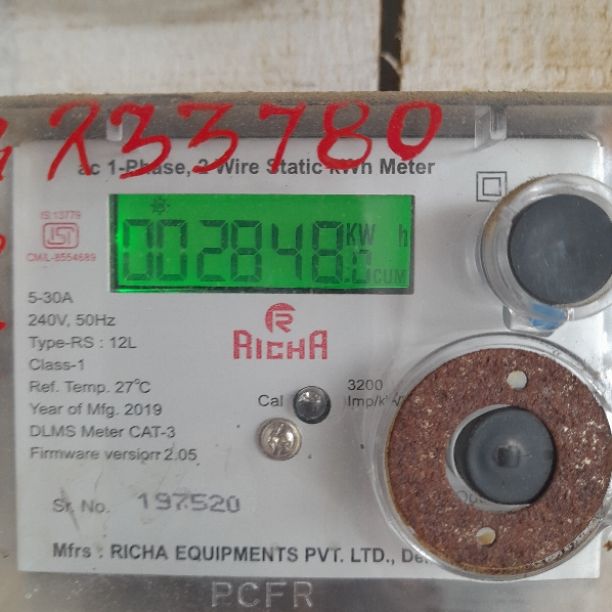 233780
ac 1-Phase, 2 Wire Static kWh Meter
IS:13779
ISI
CM/L-8554689
002848 KW h
CUM
5-30A
240V, 50Hz
Type-RS : 12L
Class-1
Ref. Temp. 27°C
Year of Mfg. 2019
DLMS Meter CAT-3
Firmware version 2.05
RICHA
Cal
3200
Sr. No. 197520
Mfrs : RICHA EQUIPMENTS PVT. LTD.,
PCFR